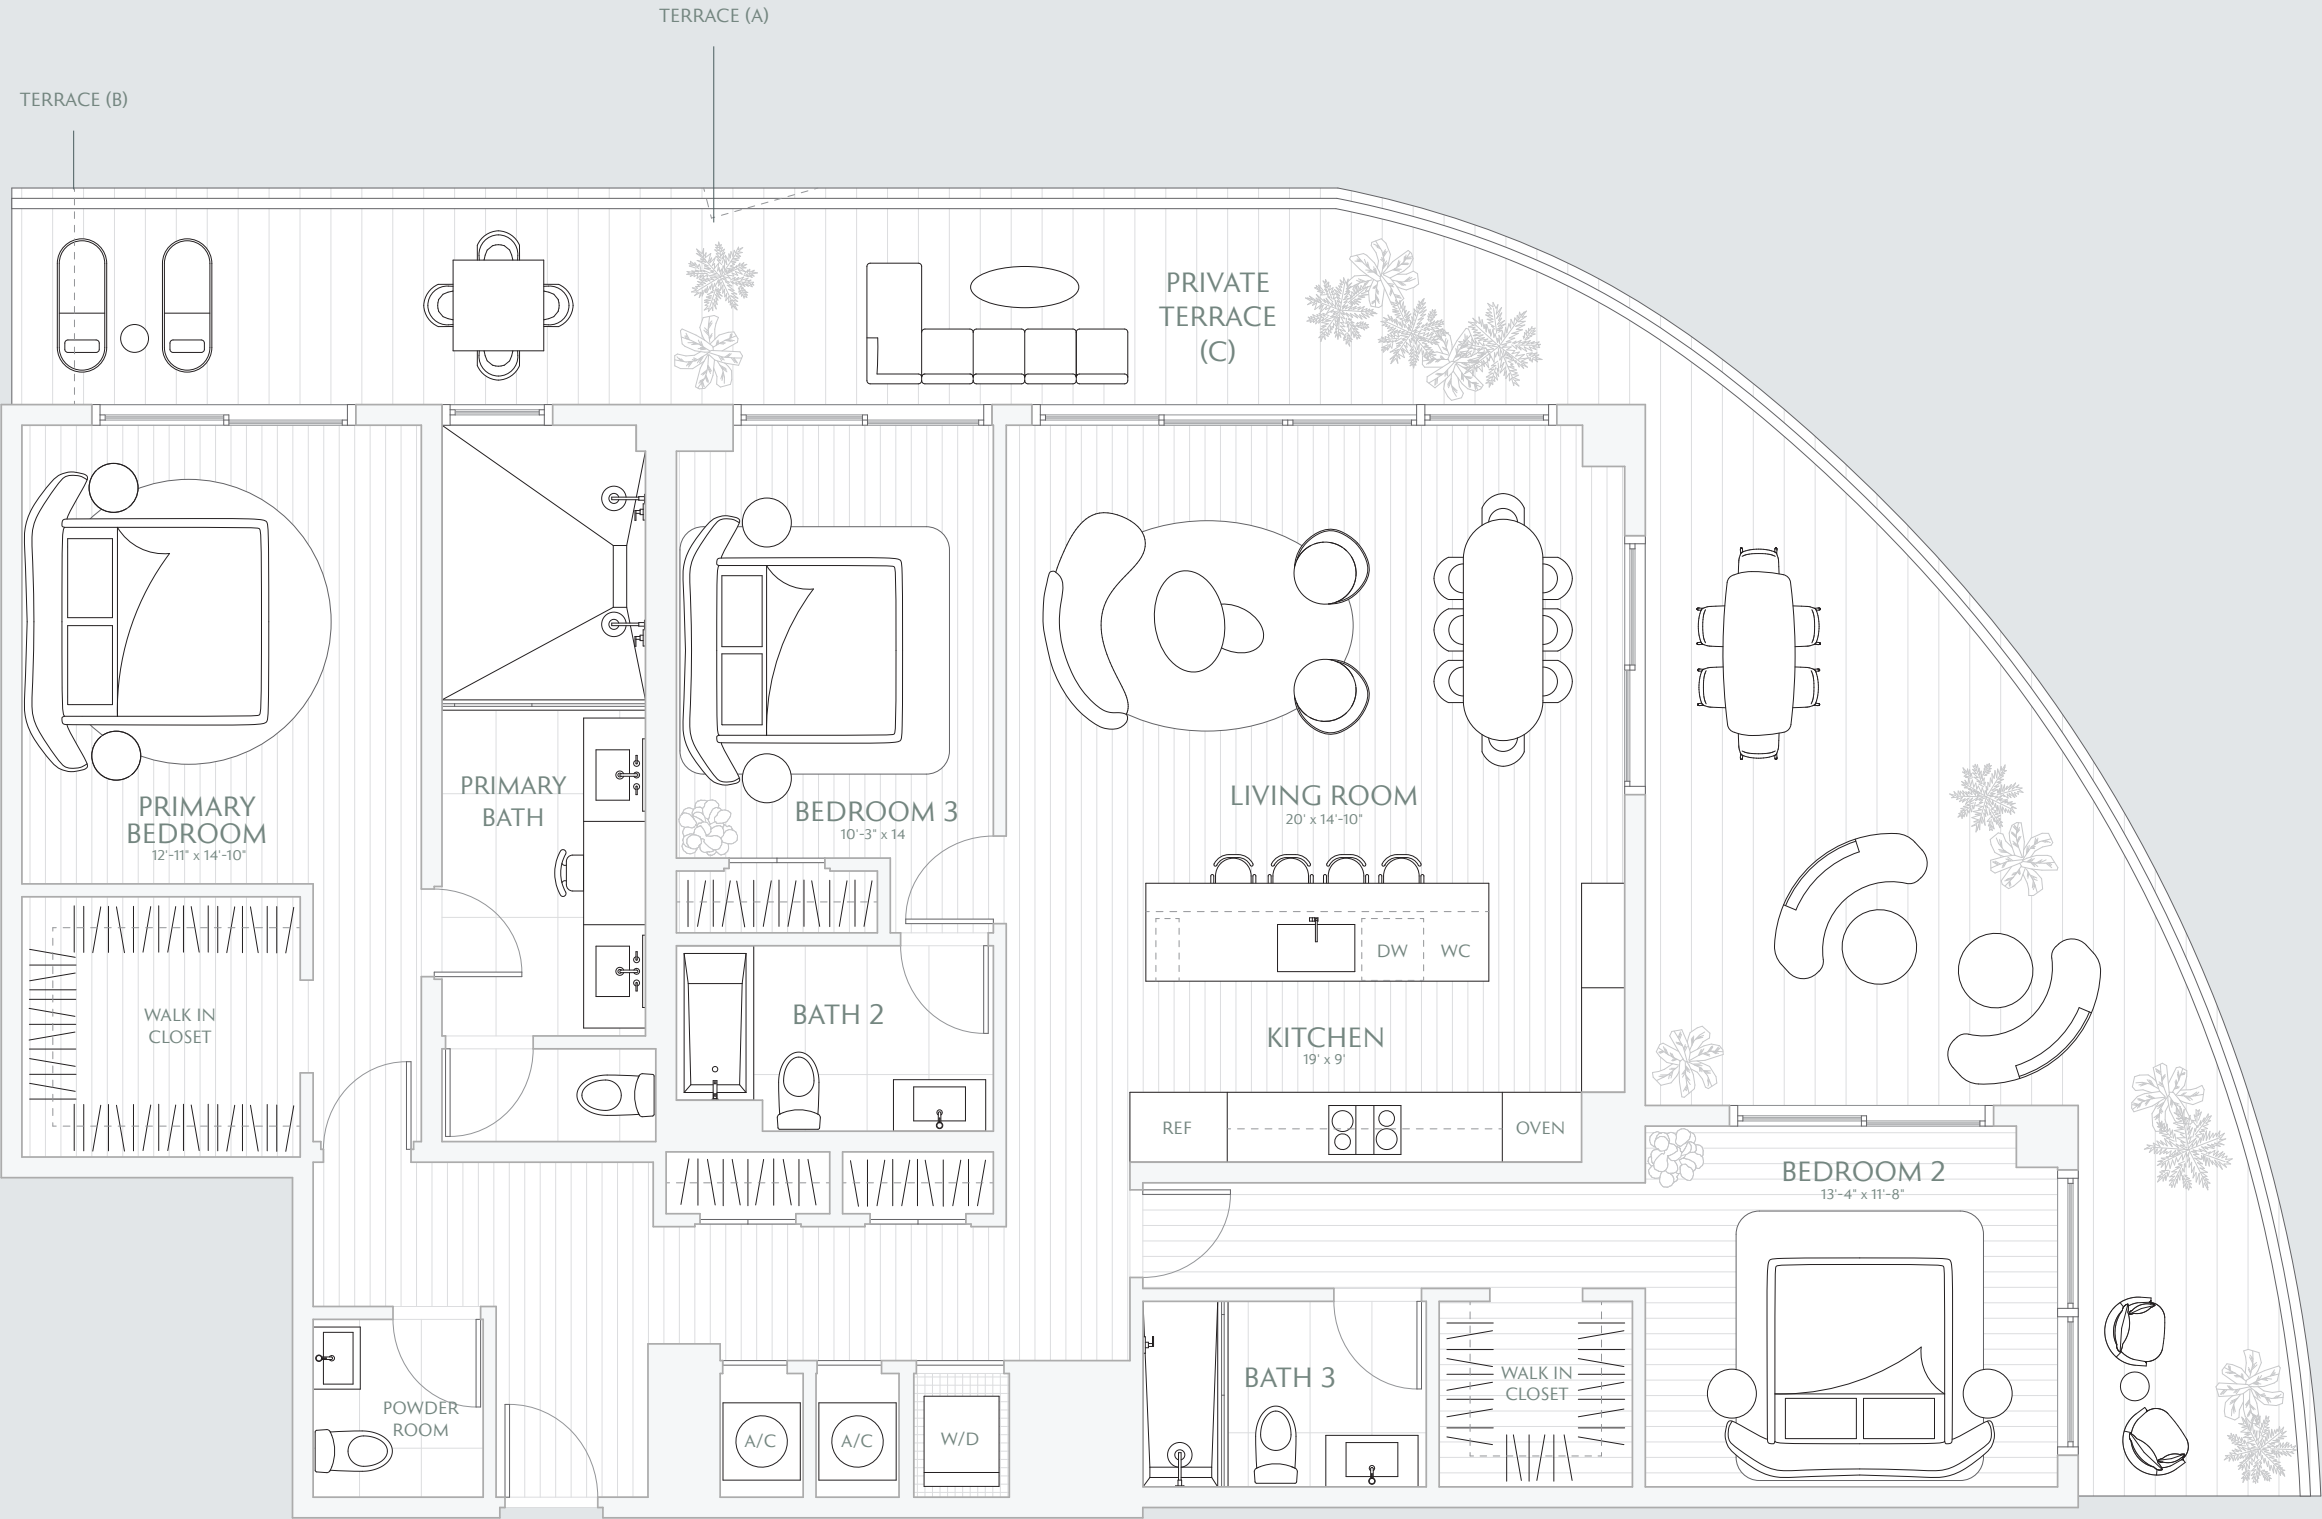 TERRACE (A)
TERRACE (B)
PRIVATE
TERRACE
(C)
PRIMARY
BEDROOM
12'-11" x 14'-10"
PRIMARY
BATH
BEDROOM 3
10'-3" x 14
LIVING ROOM
20' x 14'-10"
WALK IN
CLOSET
BATH 2
DW
WC
KITCHEN
19' x 9'
REF
OVEN
BEDROOM 2
13'-4" x 11'-8"
POWDER
ROOM
A/C
A/C
W/D
BATH 3
WALK IN
CLOSET